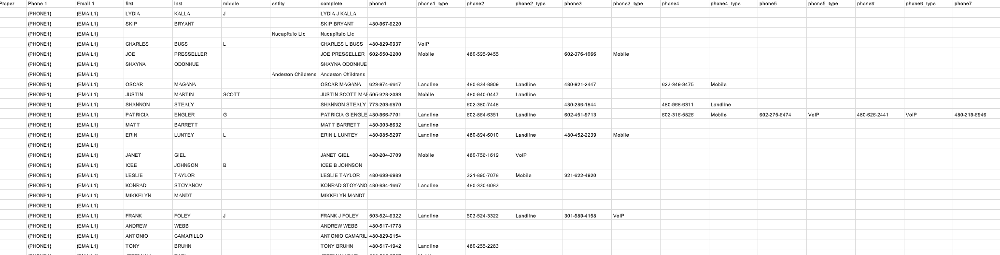 Proper Phone 1 Email 1 first last middle entity complete phone1 phone1_type phone2 phone2_type phone3 phone3_type phone4 phone4_type phone5 phone5_type phone6 phone6_type phone7
{PHONE1} {EMAIL1} LYDIA KALLA J LYDIA J KALLA
{PHONE1} {EMAIL1} SKIP BRYANT SKIP BRYANT 480-967-6220
{PHONE1} {EMAIL1} Nucapitulo Llc Nucapitulo Llc
{PHONE1} {EMAIL1} CHARLES BUSS L CHARLES L BUSS 480-829-0937 VoIP
{PHONE1} {EMAIL1} JOE PRESSELLER JOE PRESSELLER 602-550-2200 Mobile 480-595-9455 602-376-1066 Mobile
{PHONE1} {EMAIL1} SHAYNA ODONHUE SHAYNA ODONHUE
{PHONE1} {EMAIL1} Anderson Childrens Anderson Childrens
{PHONE1} {EMAIL1} OSCAR MAGANA OSCAR MAGANA 623-974-6647 Landline 480-834-8909 Landline 480-921-2447 623-349-9475 Mobile
{PHONE1} {EMAIL1} JUSTIN MARTIN SCOTT JUSTIN SCOTT MAR 505-328-2093 Mobile 480-940-0447 Landline
{PHONE1} {EMAIL1} SHANNON STEALY SHANNON STEALY 773-203-6870 602-380-7448 480-286-1844 480-968-6311 Landline
{PHONE1} {EMAIL1} PATRICIA ENGLER G PATRICIA G ENGLE 480-966-7701 Landline 602-864-6351 Landline 602-451-9713 602-316-5826 Mobile 602-275-6474 VoIP 480-626-2441 VoIP 480-219-6946
{PHONE1} {EMAIL1} MATT BARRETT MATT BARRETT 480-303-8632 Landline
{PHONE1} {EMAIL1} ERIN LUNTEY L ERIN L LUNTEY 480-985-5297 Landline 480-894-6010 Landline 480-452-2239 Mobile
{PHONE1} {EMAIL1}
{PHONE1} {EMAIL1} JANET GIEL JANET GIEL 480-204-3709 Mobile 480-756-1619 VoIP
{PHONE1} {EMAIL1} ICEE JOHNSON B ICEE B JOHNSON
{PHONE1} {EMAIL1} LESLIE TAYLOR LESLIE TAYLOR 480-699-6983 321-890-7078 Mobile 321-622-4920
{PHONE1} {EMAIL1} KONRAD STOYANOV KONRAD STOYANO 480-894-1667 Landline 480-330-6083
{PHONE1} {EMAIL1} MIKKELYN MANDT MIKKELYN MANDT
{PHONE1} {EMAIL1}
{PHONE1} {EMAIL1} FRANK FOLEY J FRANK J FOLEY 503-524-6322 Landline 503-524-3322 Landline 301-589-4158 VoIP
{PHONE1} {EMAIL1} ANDREW WEBB ANDREW WEBB 480-517-1778
{PHONE1} {EMAIL1} ANTONIO CAMARILLO ANTONIO CAMARIL 480-829-9154
{PHONE1} {EMAIL1} TONY BRUHN TONY BRUHN 480-517-1942 Landline 480-255-2283